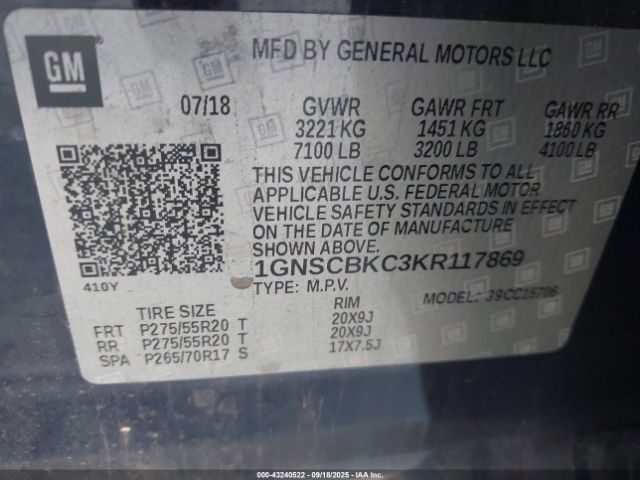 GM
MFD BY GENERAL MOTORS LLC
07/18 GVWR GAWR FRT GAWR RR
3221 KG 1451 KG 1860 KG
7100 LB 3200 LB 4100 LB
THIS VEHICLE CONFORMS TO ALL
APPLICABLE U.S. FEDERAL MOTOR
VEHICLE SAFETY STANDARDS IN EFFECT
ON THE DATE OF MANUFACTURE
SHOWN ABOVE.
1GNSCBKC3KR117869
410Y
TYPE: M.P.V. MODEL: 39CC15706
TIRE SIZE RIM
FRT P275/55R20 T 20X9J
RR P275/55R20 T 20X9J
SPA P265/70R17 S 17X7.5J
000-43240522 - 09/18/2025 - IAAI CORP